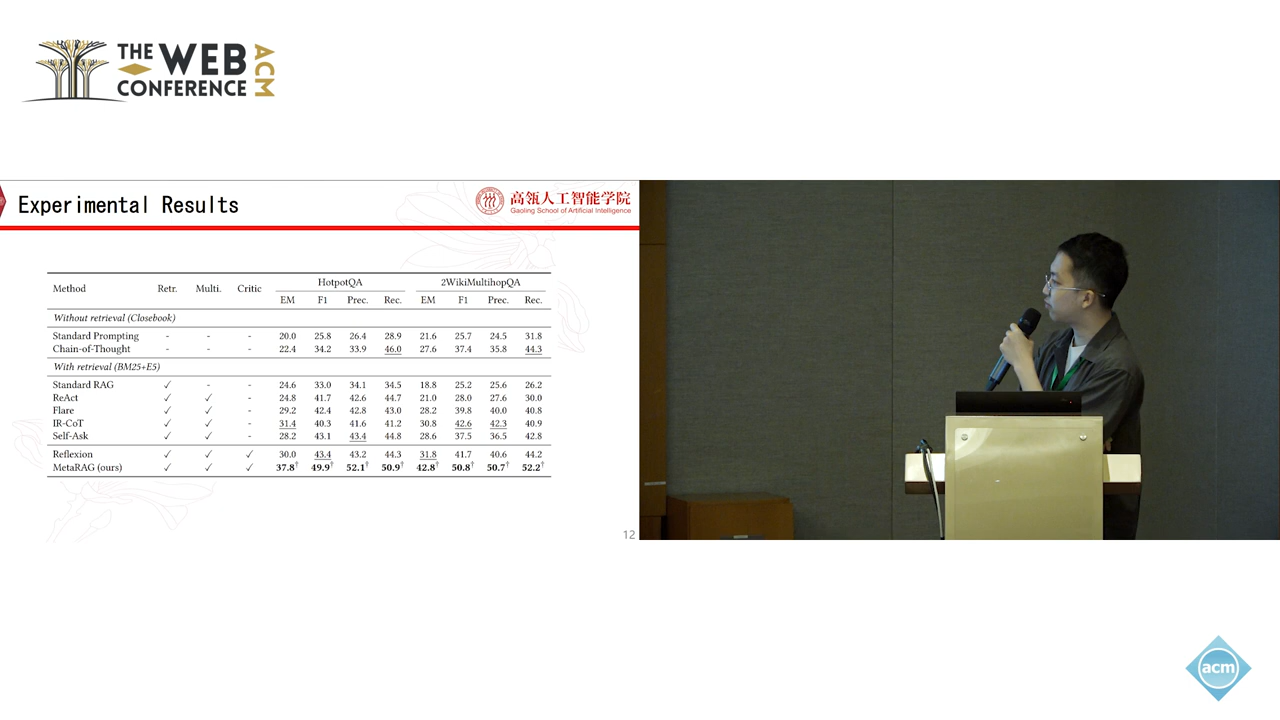 THE WEB
CONFERENCE
ACM
Experimental Results
高瓴人工智能学院
Gaoling School of Artificial Intelligence
Method Retr. Multi. Critic HotpotQA 2WikiMultihopQA
EM F1 Prec. Rec. EM F1 Prec. Rec.
Without retrieval (Closebook)
Standard Prompting - - - 20.0 25.8 26.4 28.9 21.6 25.7 24.5 31.8
Chain-of-Thought - - - 22.4 34.2 33.9 46.0 27.6 37.4 35.8 44.3
With retrieval (BM25+E5)
Standard RAG ✓ - - 24.6 33.0 34.1 34.5 18.8 25.2 25.6 26.2
ReAct ✓ ✓ - 24.8 41.7 42.6 44.7 21.0 28.0 27.6 30.0
Flare ✓ ✓ - 29.2 42.4 42.8 43.0 28.2 39.8 40.0 40.8
IR-CoT ✓ ✓ - 31.4 40.3 41.6 41.2 30.8 42.6 42.3 40.9
Self-Ask ✓ ✓ - 28.2 43.1 43.4 44.8 28.6 37.5 36.5 42.8
Reflexion ✓ ✓ ✓ 30.0 43.4 43.2 44.3 31.8 41.7 40.6 44.2
MetaRAG (ours) ✓ ✓ ✓ 37.8† 49.9† 52.1† 50.9† 42.8† 50.8† 50.7† 52.2†
12
acm